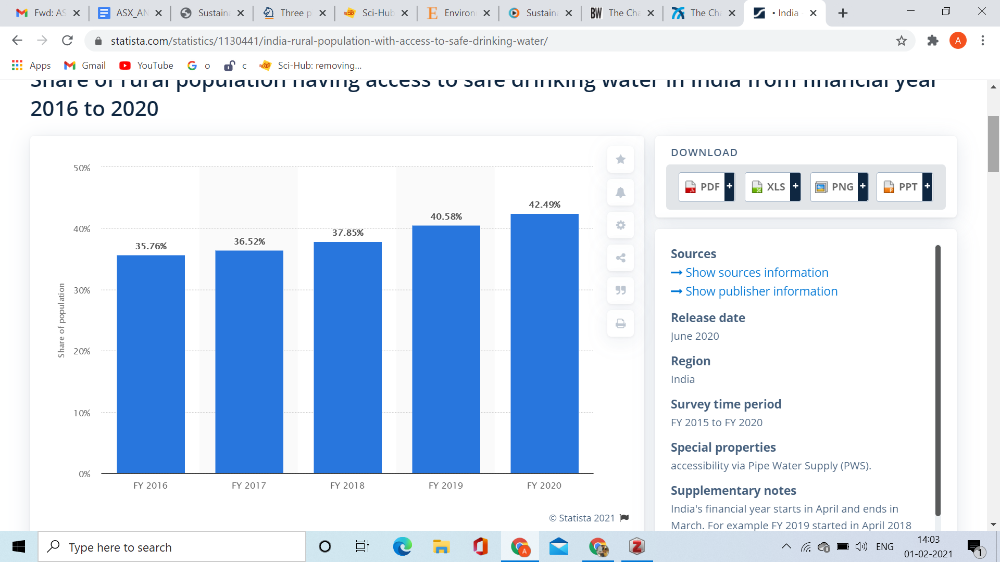 Fwd: AS
ASX_AN
Sustain
Three p
Sci-Hub
Environ
Sustain
BW The Cha
The Cha
• India
statista.com/statistics/1130441/india-rural-population-with-access-to-safe-drinking-water/
A
Apps
Gmail
YouTube
o
c
Sci-Hub: removing...
Share of rural population having access to safe drinking water in India from financial year
2016 to 2020
50%
40%
30%
20%
10%
0%
Share of population
35.76%
36.52%
37.85%
40.58%
42.49%
FY 2016
FY 2017
FY 2018
FY 2019
FY 2020
© Statista 2021
DOWNLOAD
PDF +
XLS +
PNG +
PPT +
Sources
Show sources information
Show publisher information
Release date
June 2020
Region
India
Survey time period
FY 2015 to FY 2020
Special properties
accessibility via Pipe Water Supply (PWS).
Supplementary notes
India's financial year starts in April and ends in
March. For example FY 2019 started in April 2018
Type here to search
ENG
14:03
01-02-2021
1